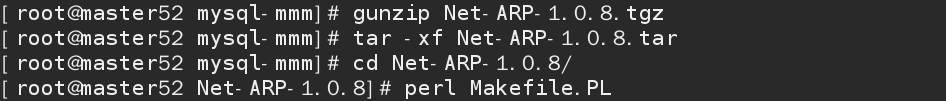 [root@master52 mysql-mmm]# gunzip Net-ARP-1.0.8.tgz
[root@master52 mysql-mmm]# tar -xf Net-ARP-1.0.8.tar
[root@master52 mysql-mmm]# cd Net-ARP-1.0.8/
[root@master52 Net-ARP-1.0.8]# perl Makefile.PL